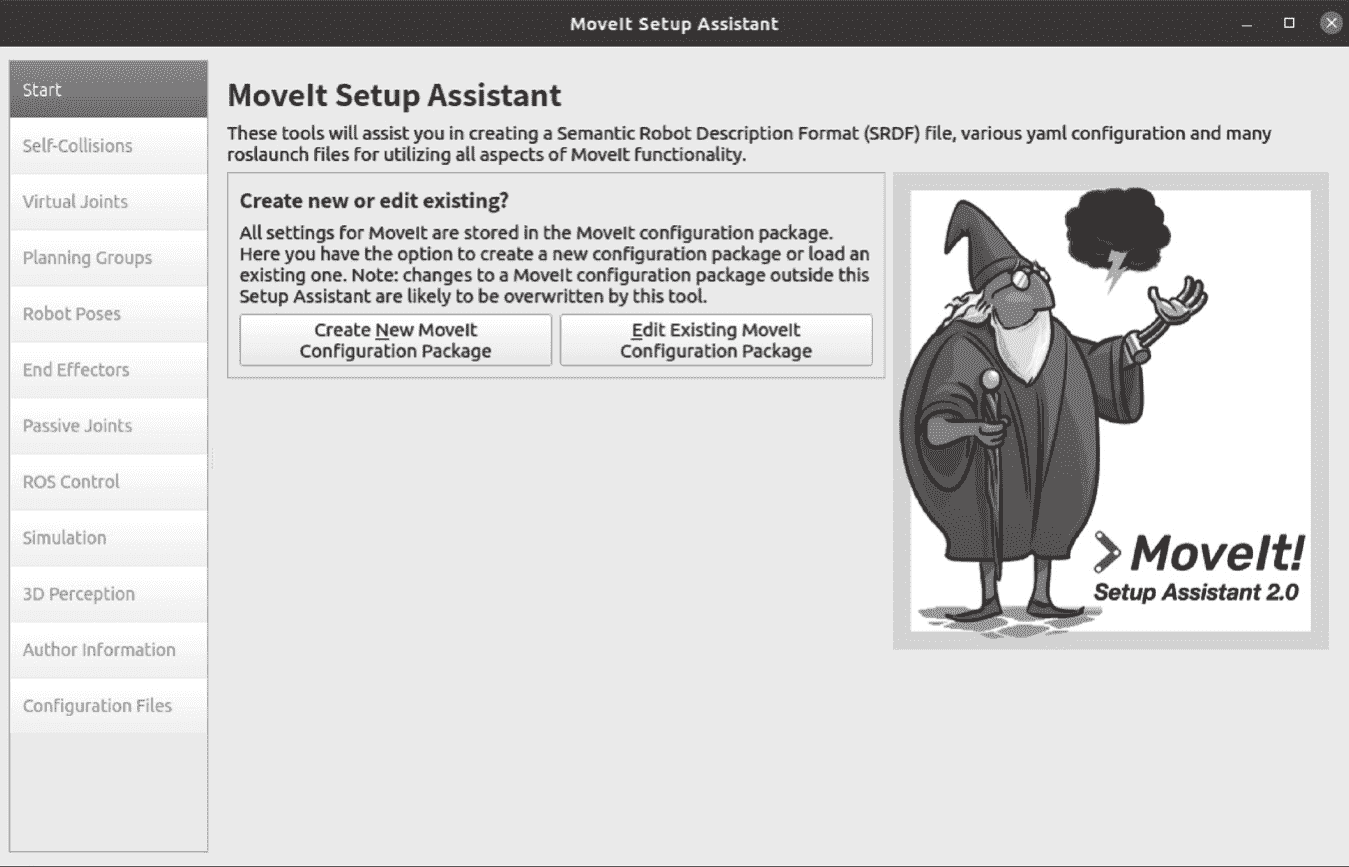 MoveIt Setup Assistant
Start
Self-Collisions
Virtual Joints
Planning Groups
Robot Poses
End Effectors
Passive Joints
ROS Control
Simulation
3D Perception
Author Information
Configuration Files
MoveIt Setup Assistant
These tools will assist you in creating a Semantic Robot Description Format (SRDF) file, various yaml configuration and many
roslaunch files for utilizing all aspects of MoveIt functionality.
Create new or edit existing?
All settings for MoveIt are stored in the MoveIt configuration package.
Here you have the option to create a new configuration package or load an
existing one. Note: changes to a MoveIt configuration package outside this
Setup Assistant are likely to be overwritten by this tool.
Create New MoveIt
Configuration Package
Edit Existing MoveIt
Configuration Package
MoveIt!
Setup Assistant 2.0